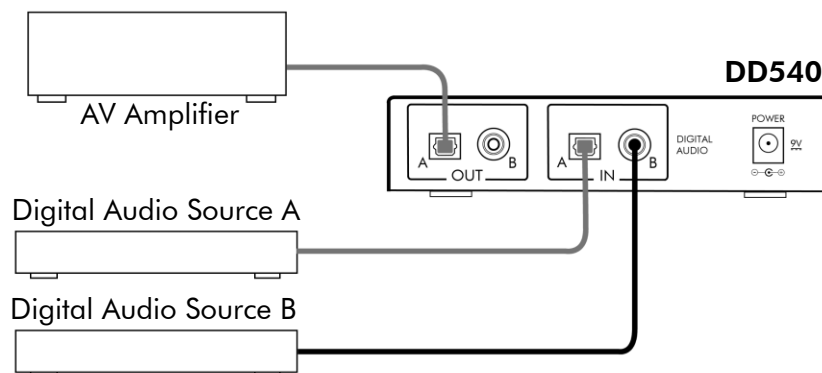 DD540
AV Amplifier
POWER
A
B
OUT
A
B
IN
DIGITAL
AUDIO
9V
Digital Audio Source A
Digital Audio Source B